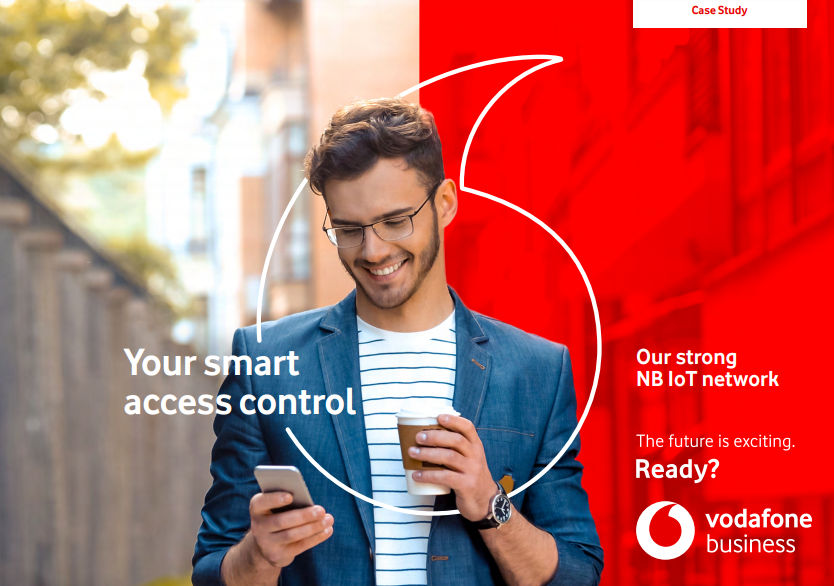 Case Study
Your smart
access control
Our strong
NB IoT network
The future is exciting.
Ready?
vodafone
business